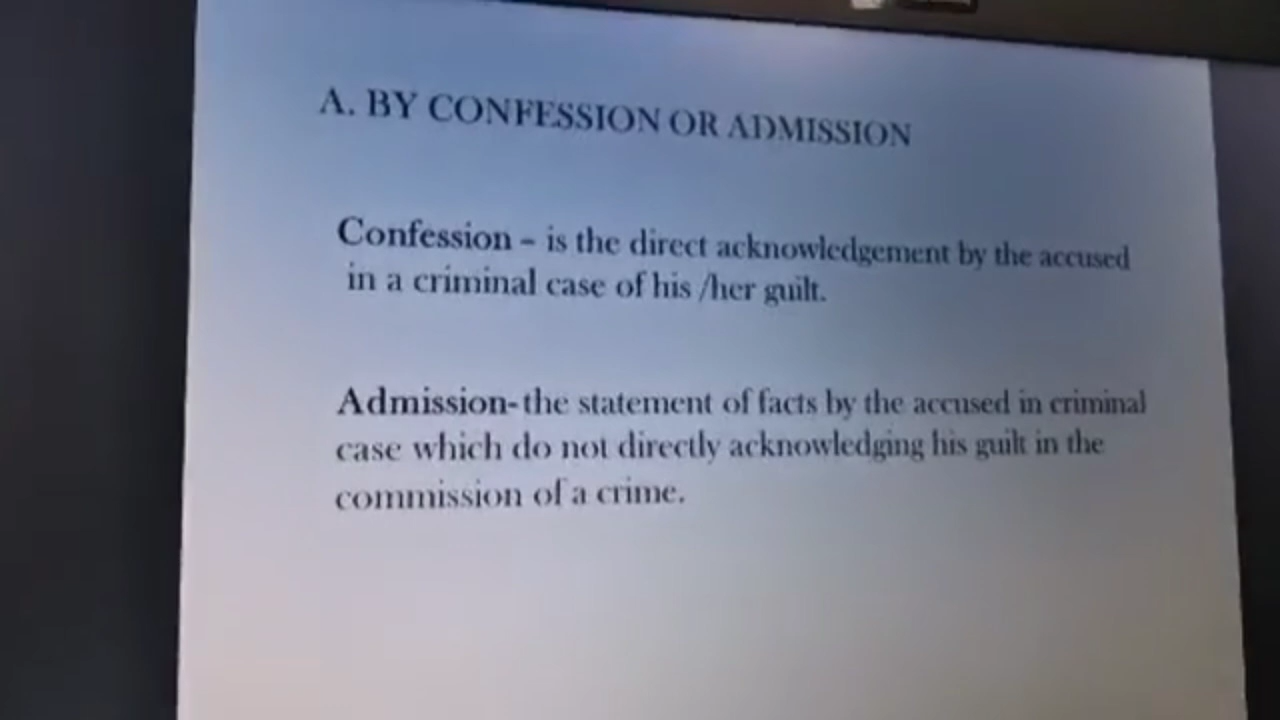 A. BY CONFESSION OR ADMISSION
Confession – is the direct acknowledgement by the accused
in a criminal case of his /her guilt.
Admission-the statement of facts by the accused in criminal
case which do not directly acknowledging his guilt in the
commission of a crime.